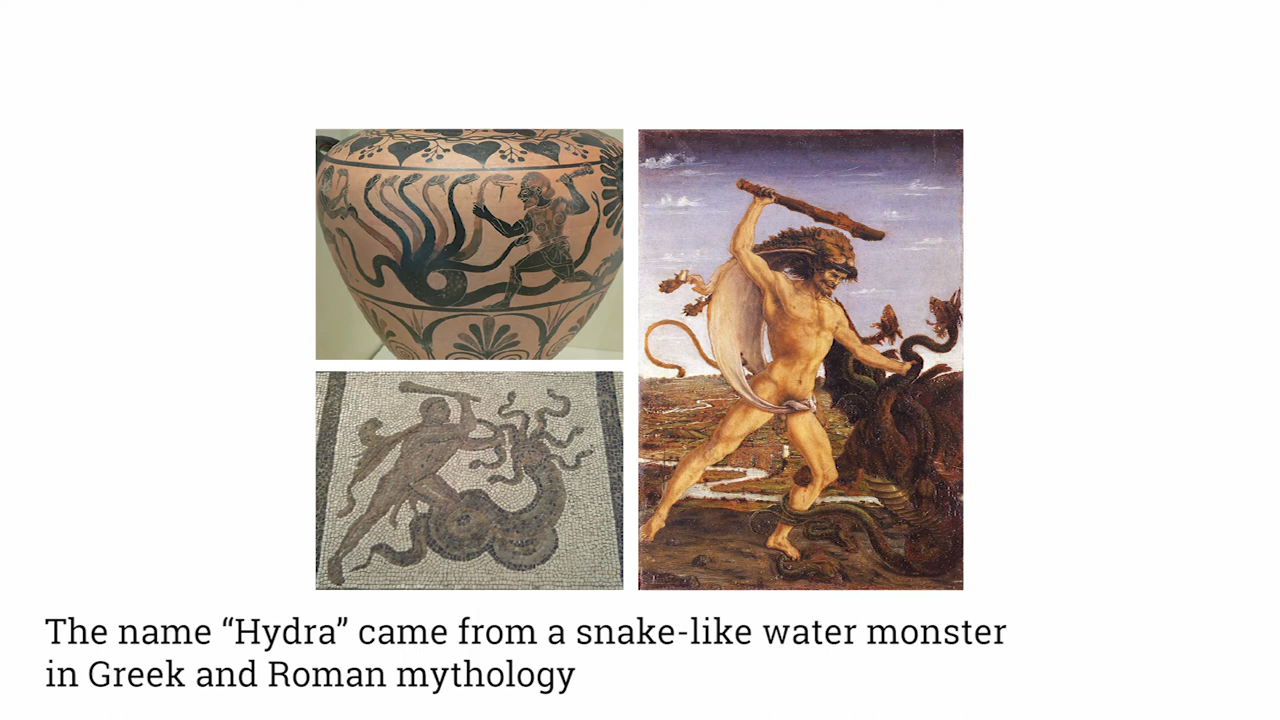 The name “Hydra” came from a snake-like water monster
in Greek and Roman mythology